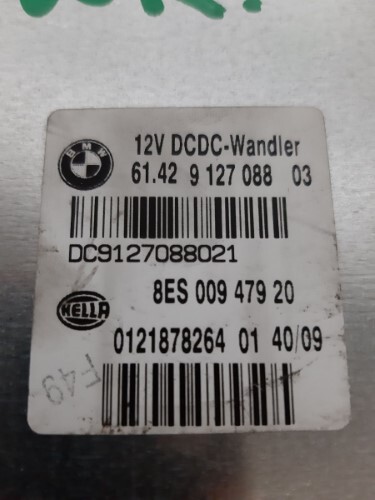 BMW
12V DCDC-Wandler
61.42 9 127 088 03
DC9127088021
8ES 009 479 20
HELLA
0121878264 01 40/09
F49